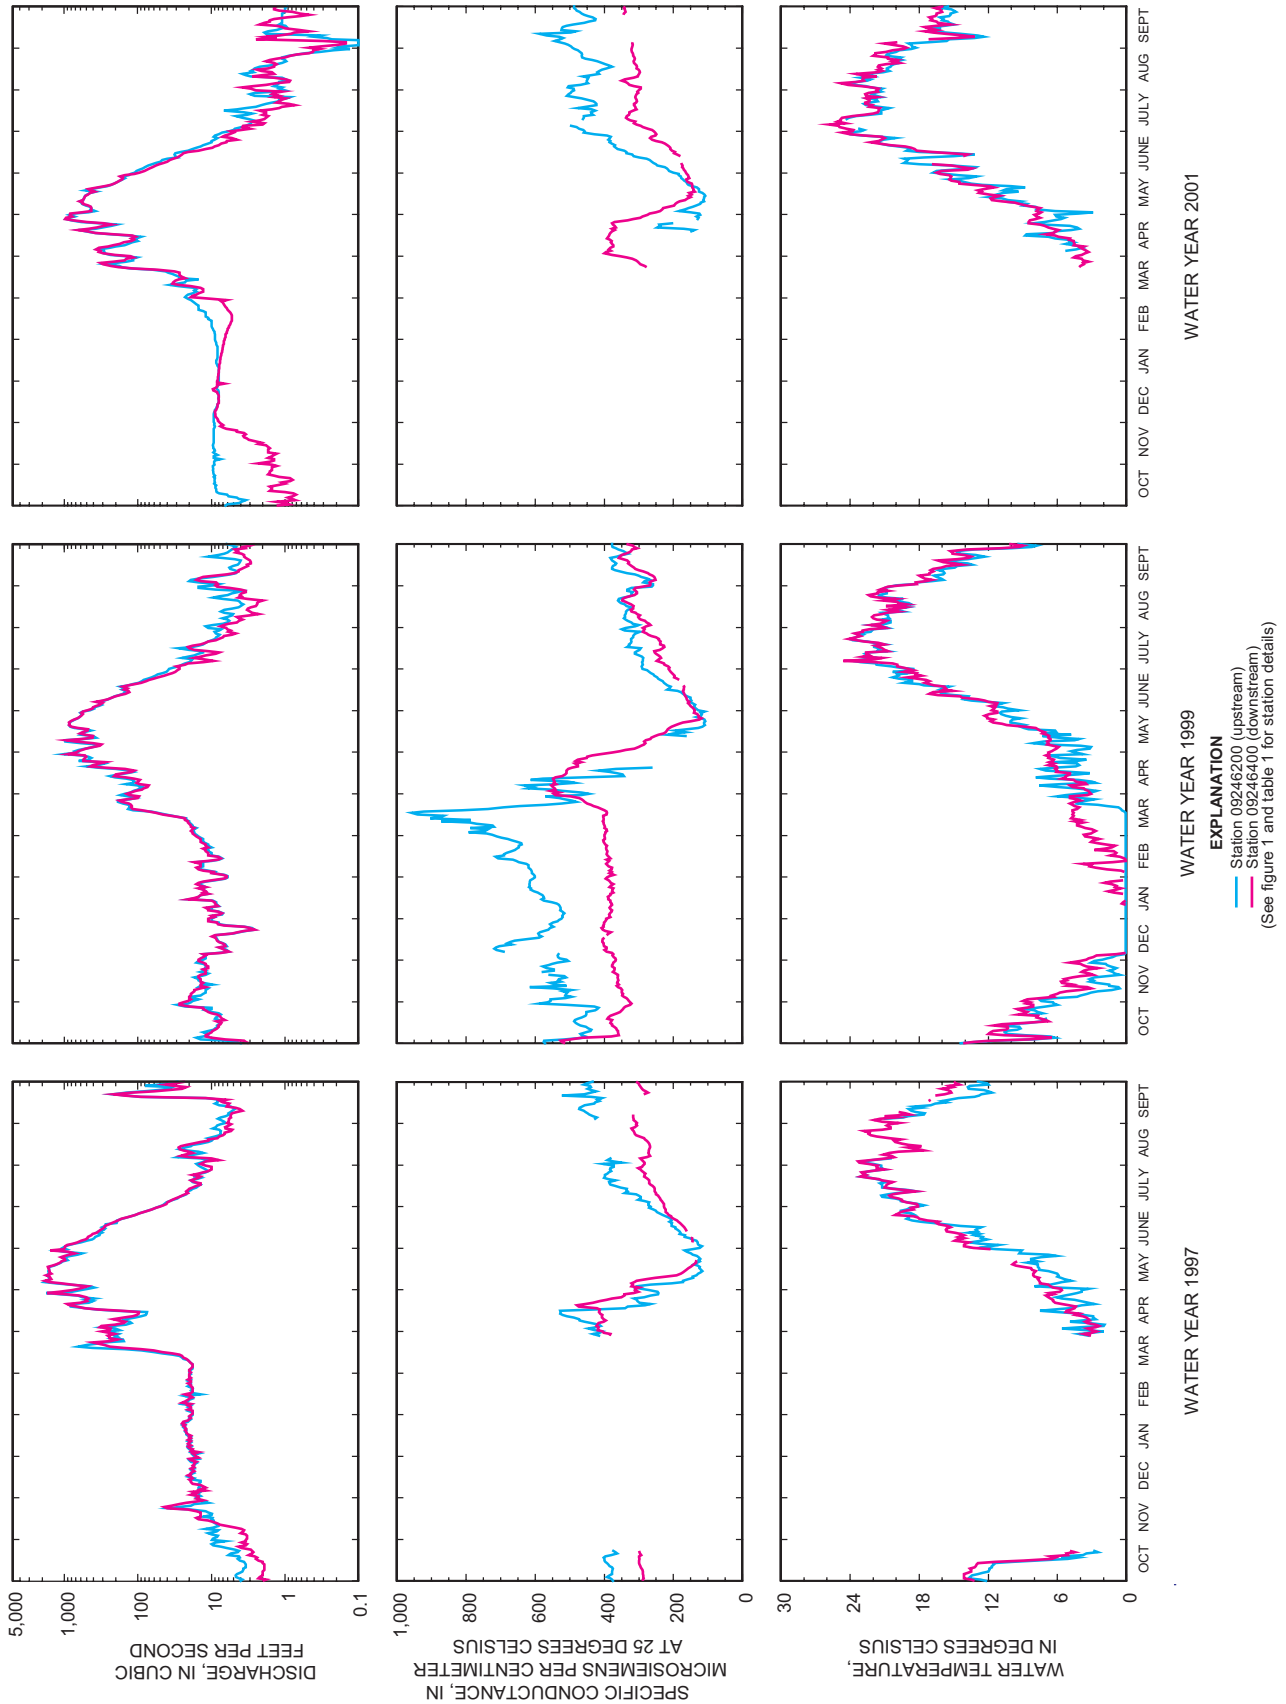 5,000
1,000
100
10
1
0.1
DISCHARGE, IN CUBIC
FEET PER SECOND
1,000
800
600
400
200
0
SPECIFIC CONDUCTANCE, IN
MICROSIEMENS PER CENTIMETER
AT 25 DEGREES CELSIUS
30
24
18
12
6
0
WATER TEMPERATURE,
IN DEGREES CELSIUS
OCT NOV DEC JAN FEB MAR APR MAY JUNE JULY AUG SEPT
WATER YEAR 1997
OCT NOV DEC JAN FEB MAR APR MAY JUNE JULY AUG SEPT
WATER YEAR 1999
OCT NOV DEC JAN FEB MAR APR MAY JUNE JULY AUG SEPT
WATER YEAR 2001
EXPLANATION
Station 09246200 (upstream)
Station 09246400 (downstream)
(See figure 1 and table 1 for station details)